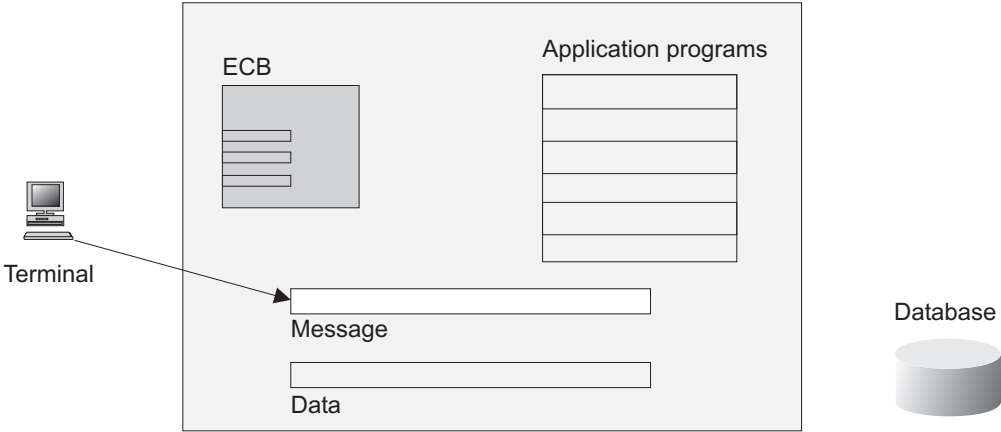 ECB
Application programs
Terminal
Message
Database
Data